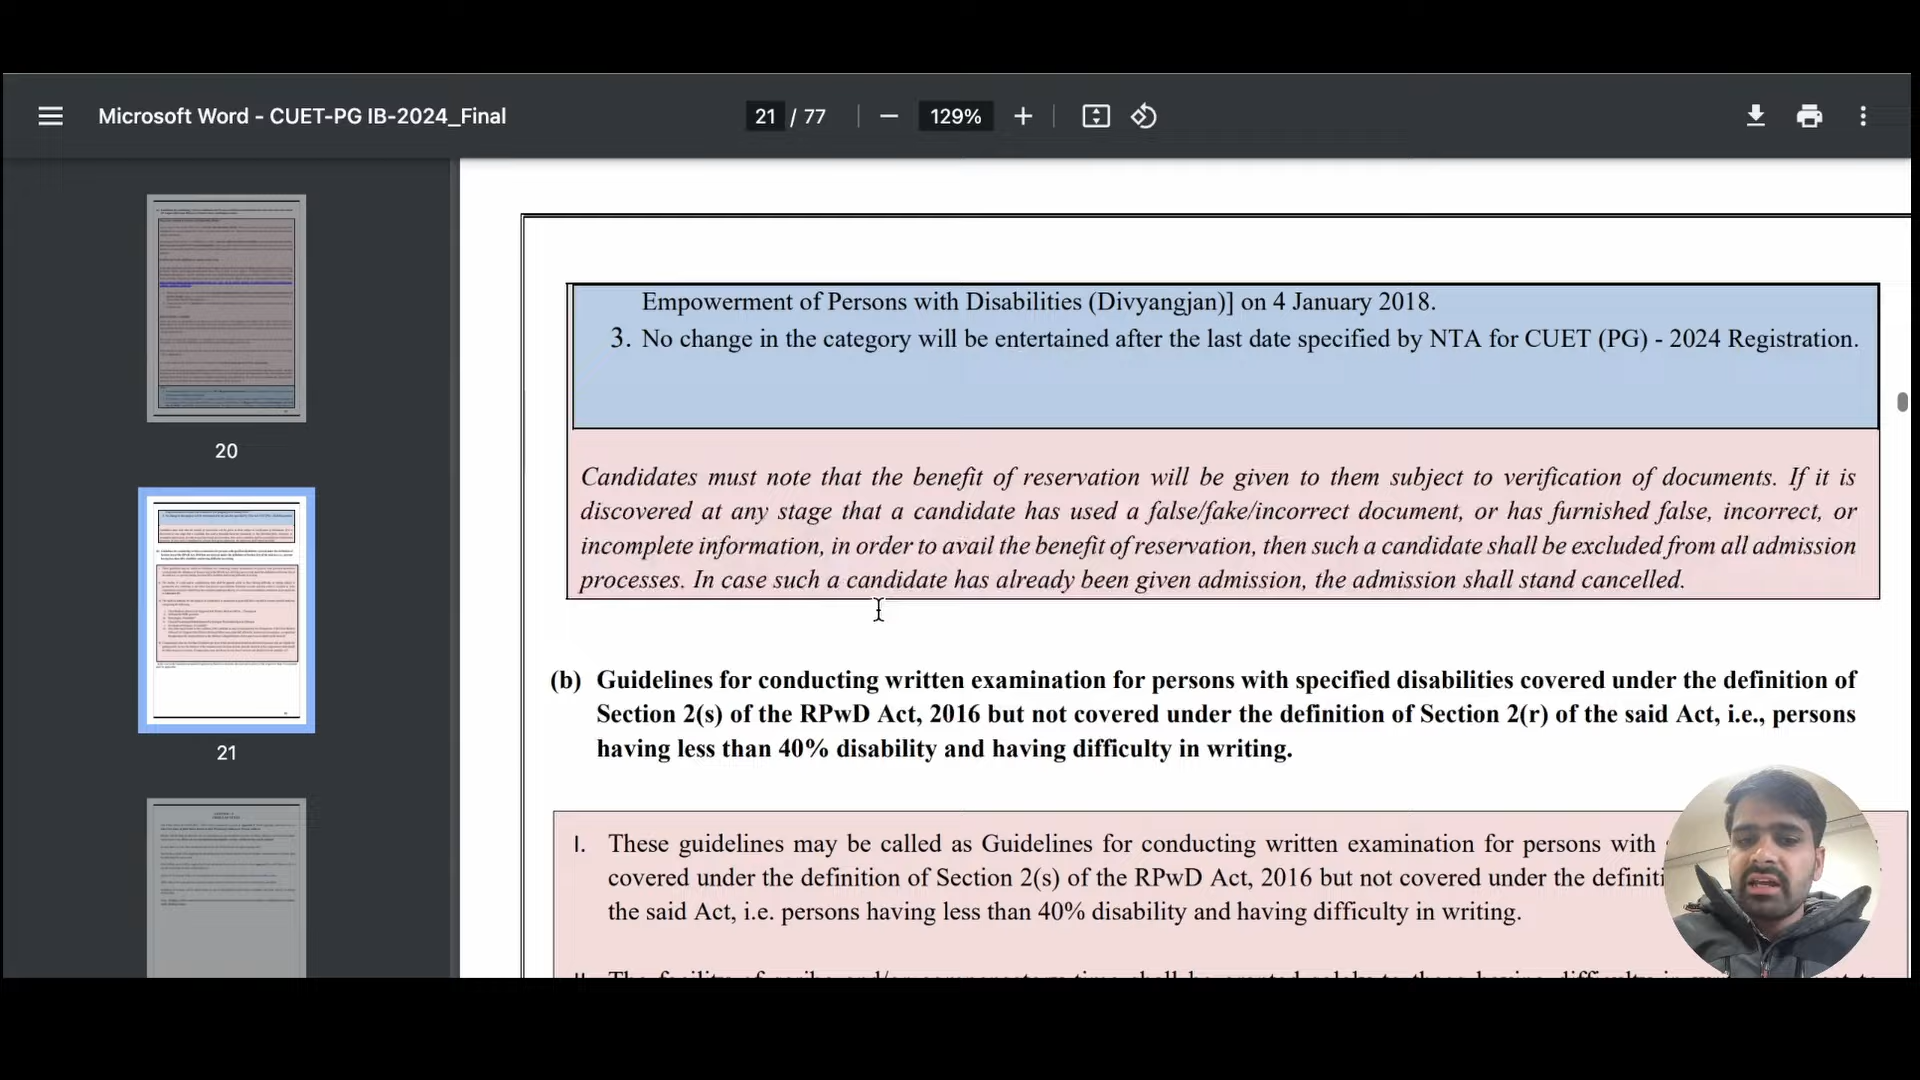 Microsoft Word - CUET-PG IB-2024_Final
21 / 77
129%
20
21
Empowerment of Persons with Disabilities (Divyangjan)] on 4 January 2018.
3. No change in the category will be entertained after the last date specified by NTA for CUET (PG) - 2024 Registration.
Candidates must note that the benefit of reservation will be given to them subject to verification of documents. If it is
discovered at any stage that a candidate has used a false/fake/incorrect document, or has furnished false, incorrect, or
incomplete information, in order to avail the benefit of reservation, then such a candidate shall be excluded from all admission
processes. In case such a candidate has already been given admission, the admission shall stand cancelled.
(b) Guidelines for conducting written examination for persons with specified disabilities covered under the definition of
Section 2(s) of the RPwD Act, 2016 but not covered under the definition of Section 2(r) of the said Act, i.e., persons
having less than 40% disability and having difficulty in writing.
I. These guidelines may be called as Guidelines for conducting written examination for persons with
covered under the definition of Section 2(s) of the RPwD Act, 2016 but not covered under the definiti
the said Act, i.e. persons having less than 40% disability and having difficulty in writing.